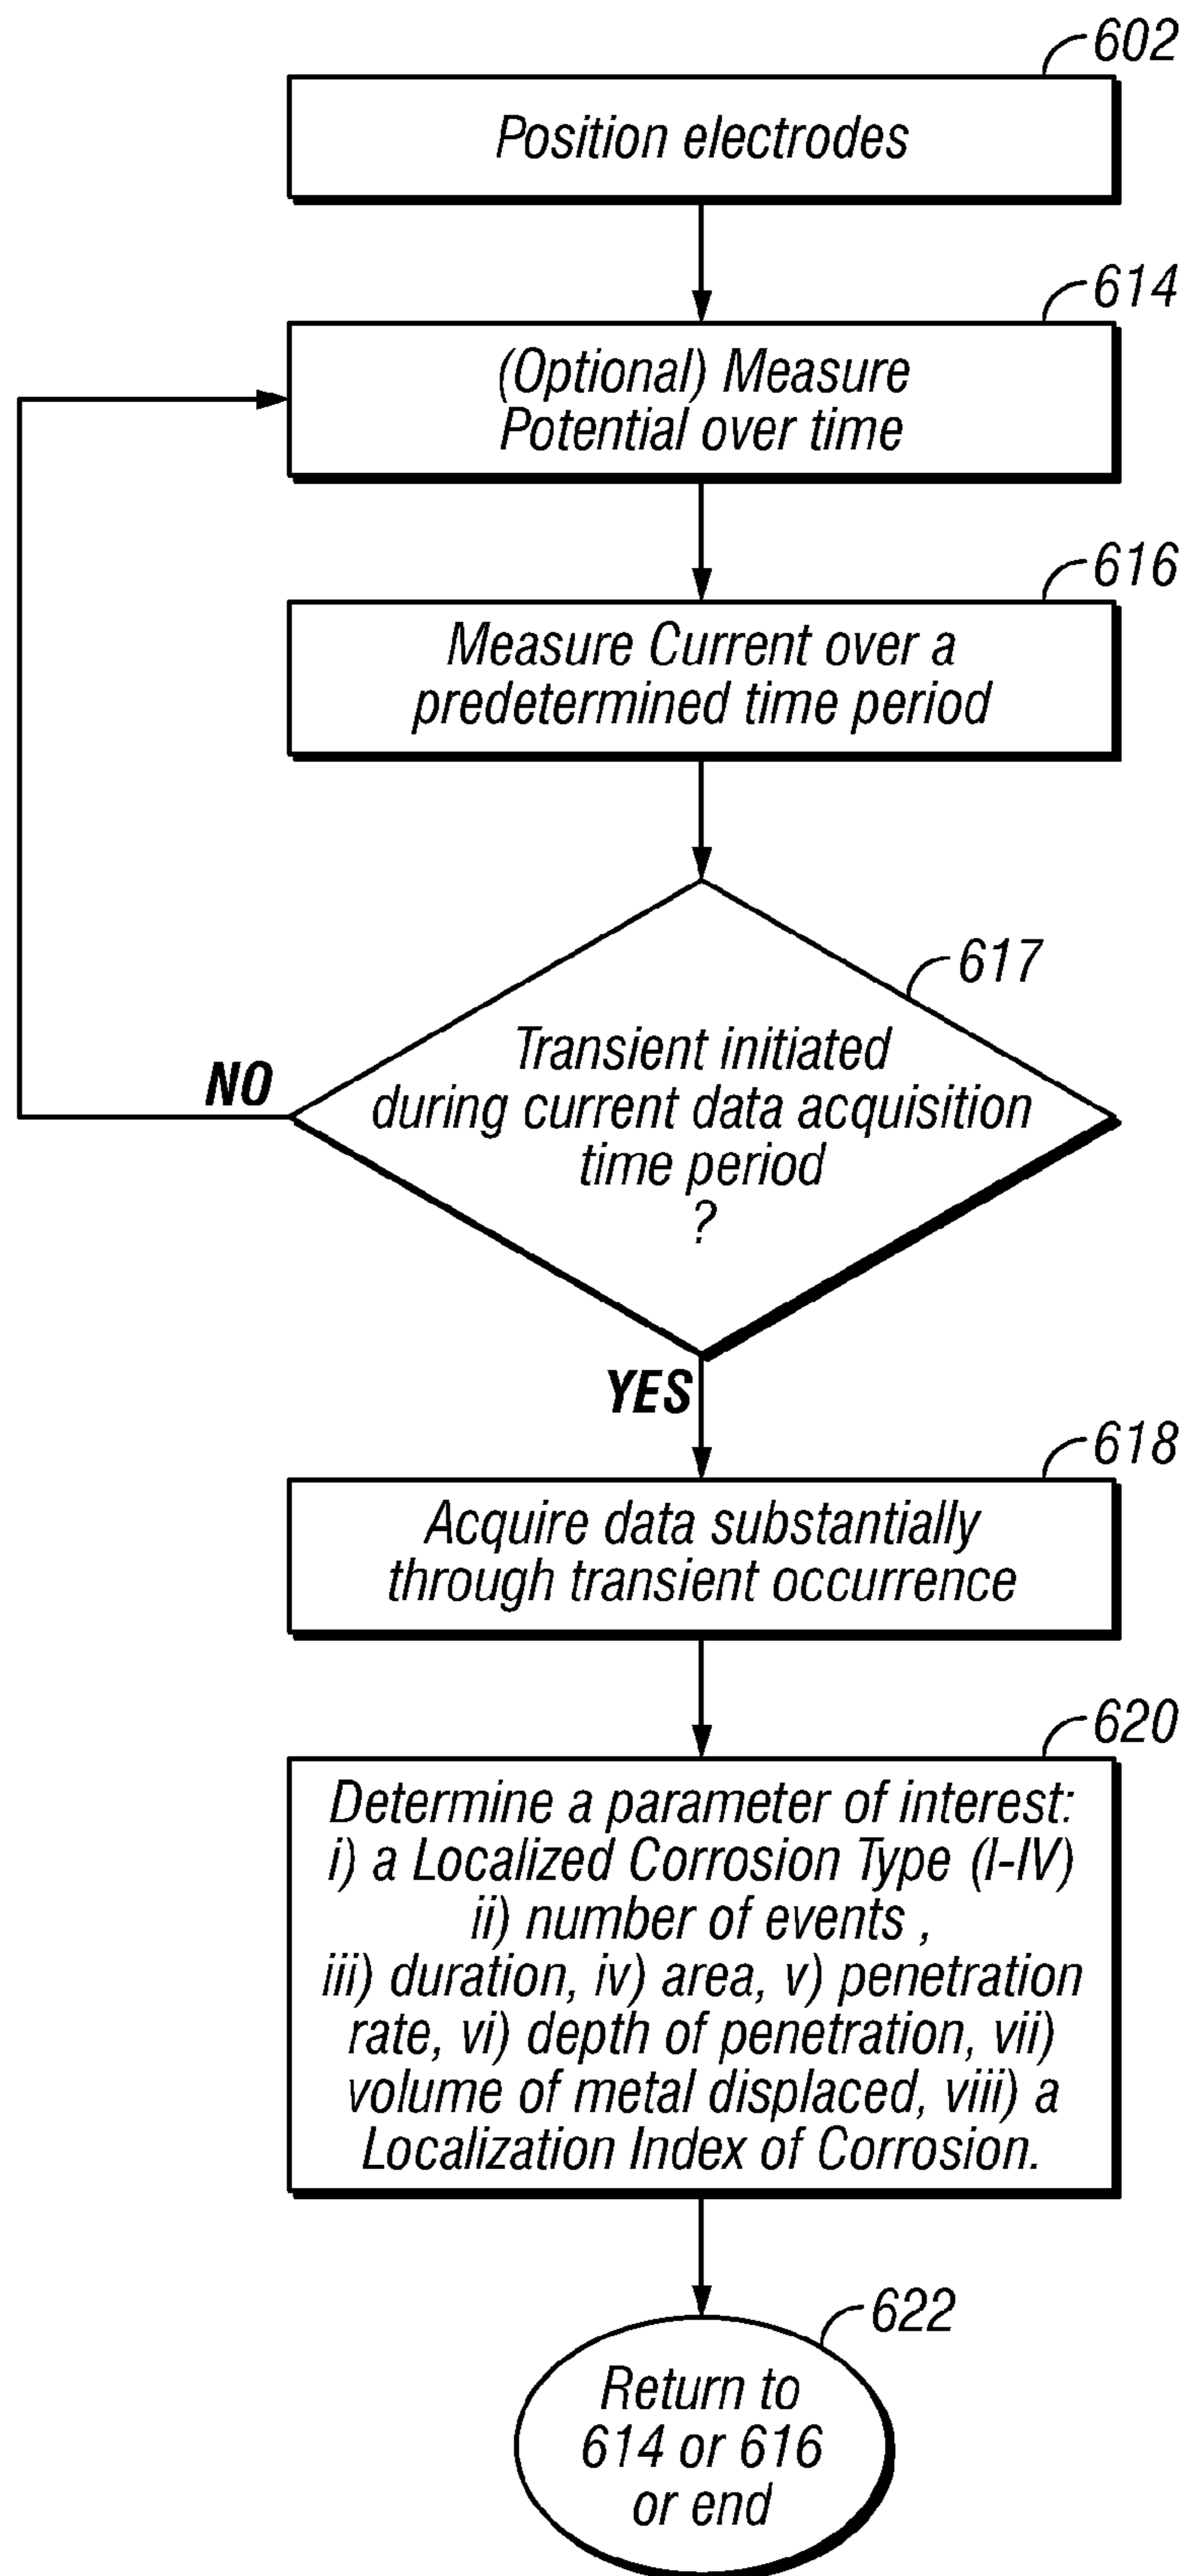 602
Position electrodes
614
(Optional) Measure
Potential over time
616
Measure Current over a
predetermined time period
617
Transient initiated
during current data acquisition
time period
?
NO
YES
618
Acquire data substantially
through transient occurrence
620
Determine a parameter of interest:
i) a Localized Corrosion Type (I-IV)
ii) number of events ,
iii) duration, iv) area, v) penetration
rate, vi) depth of penetration, vii)
volume of metal displaced, viii) a
Localization Index of Corrosion.
622
Return to
614 or 616
or end